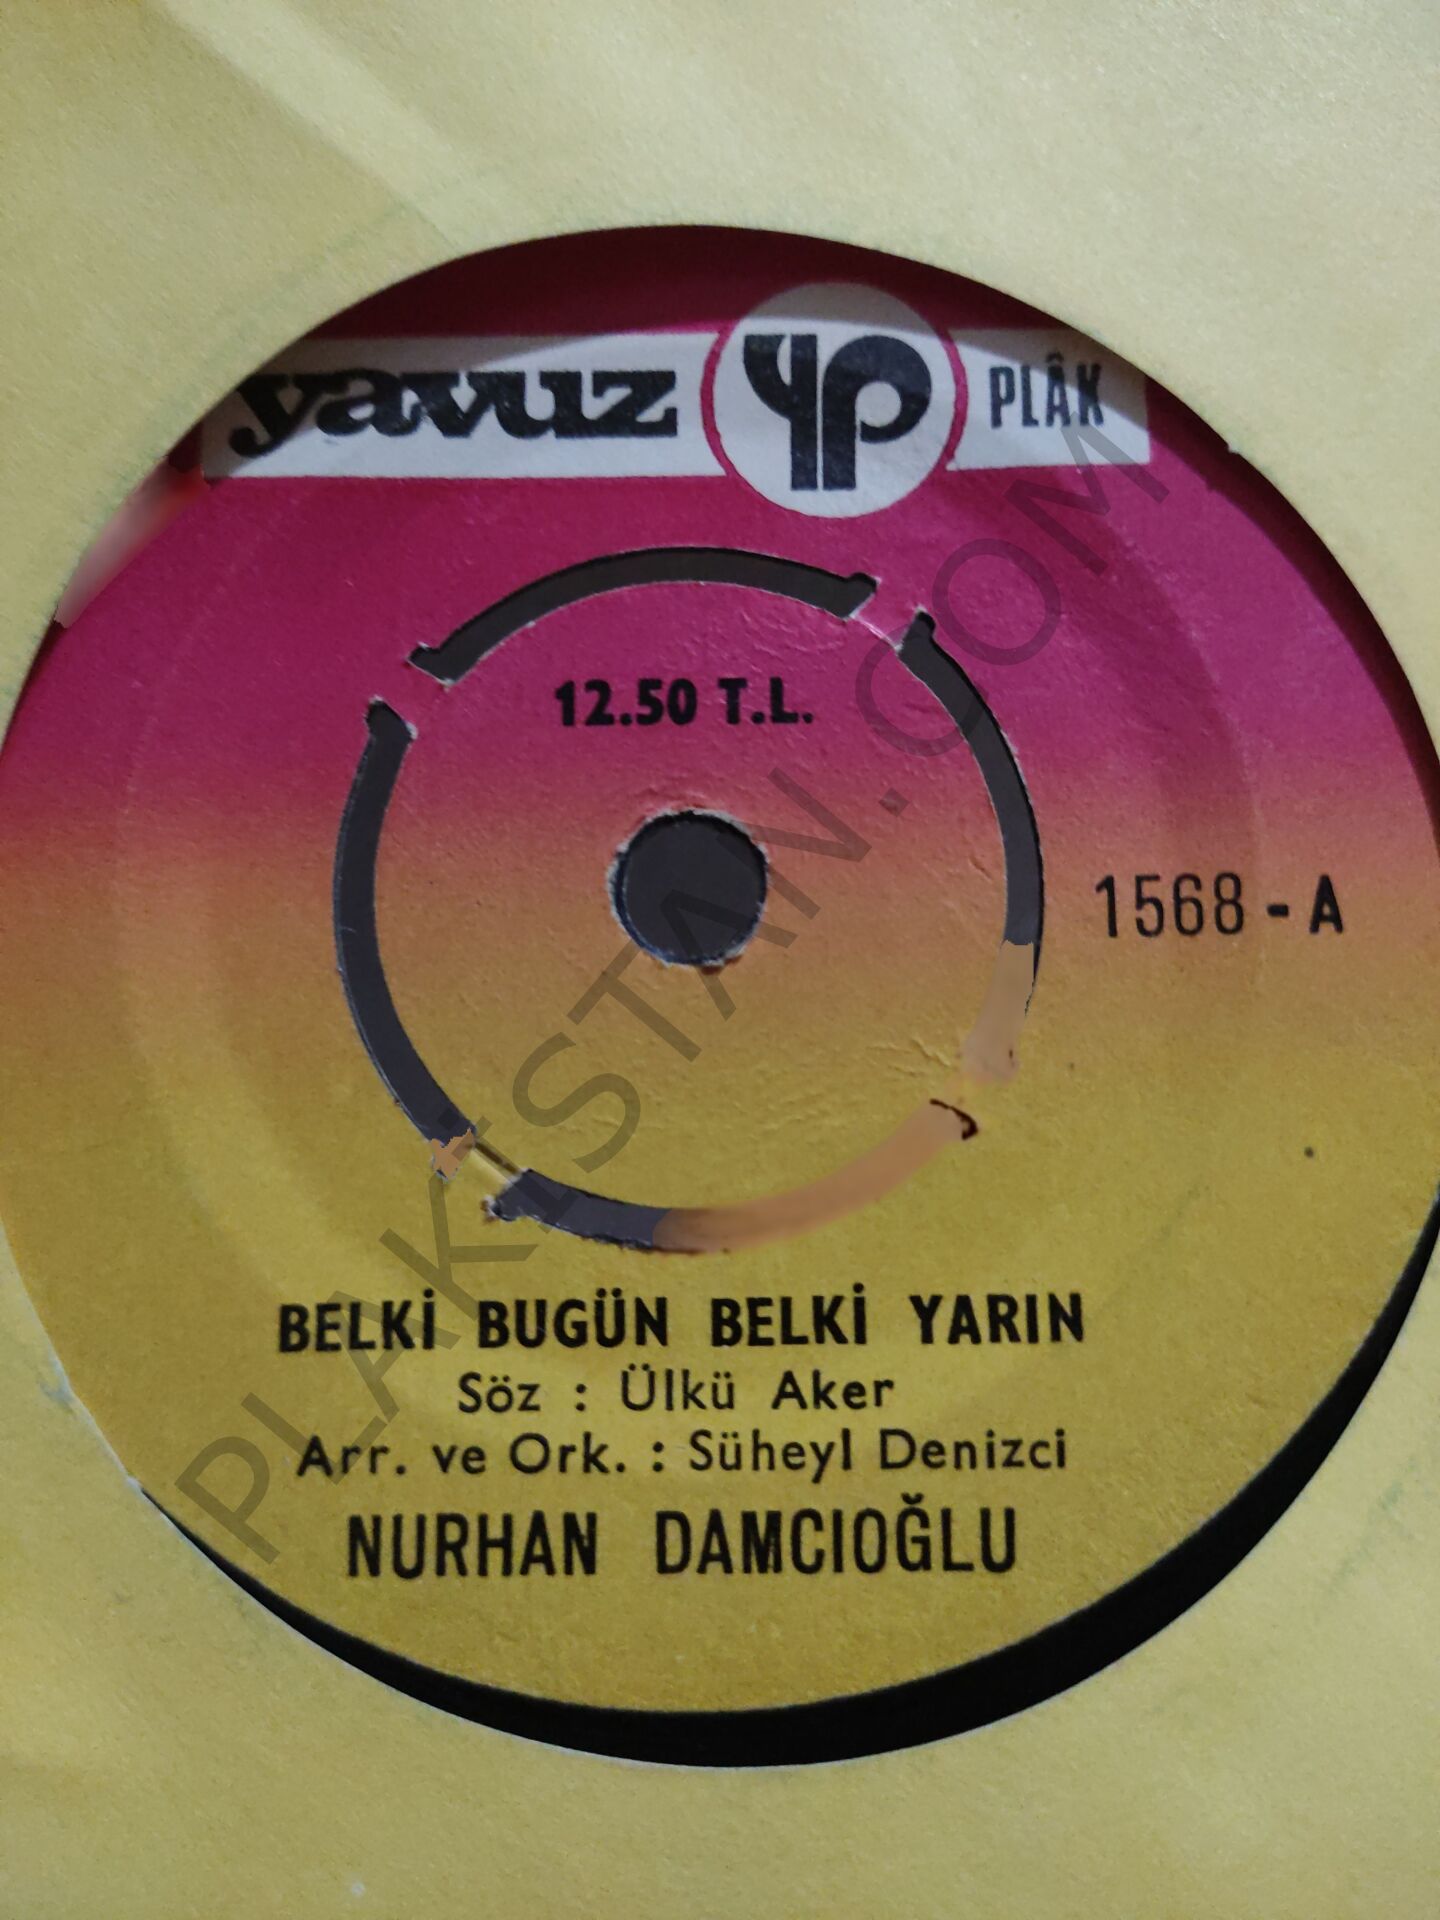 yavuz YP PLÂK
12.50 T.L.
1568 - A
BELKİ BUGÜN BELKİ YARIN
Söz : Ülkü Aker
Arr. ve Ork. : Süheyl Denizci
NURHAN DAMCIOĞLU
PLAKİSTAN.COM